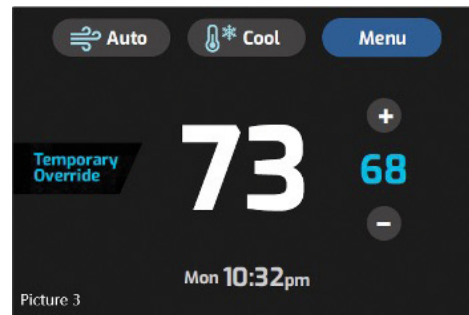 Auto
Cool
Menu
+
Temporary
Override
73
68
−
Mon 10:32pm
Picture 3